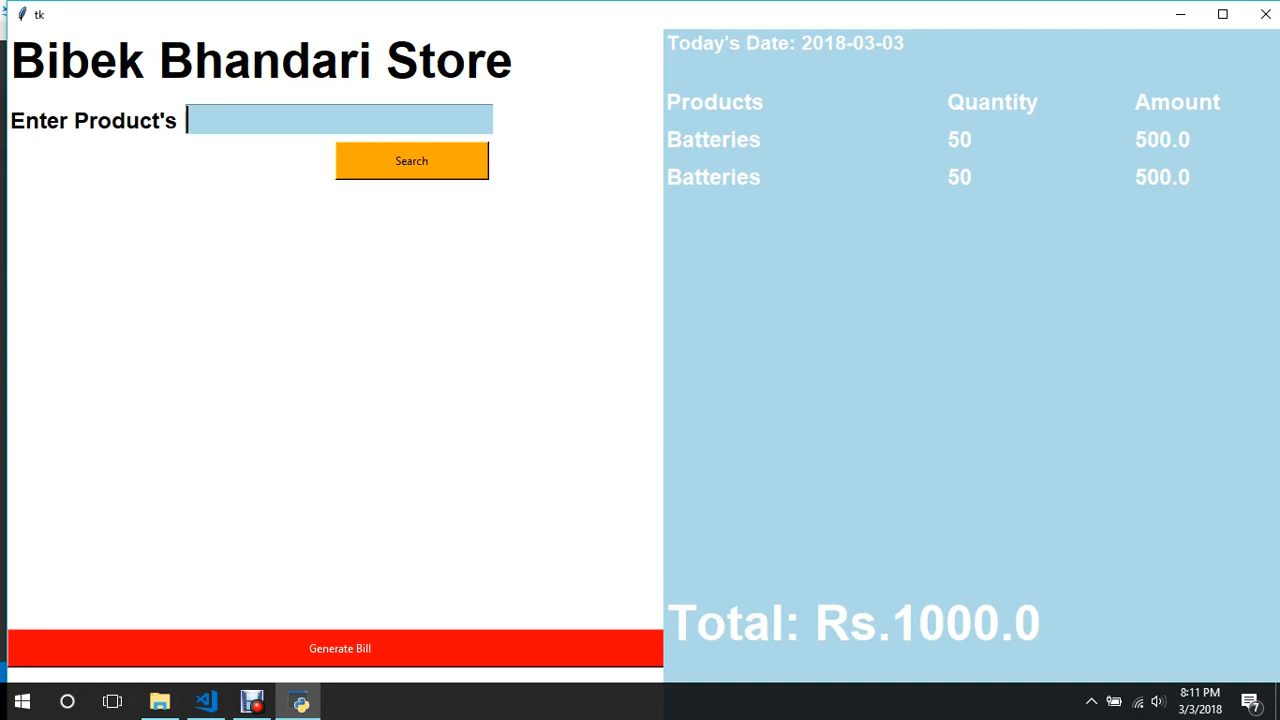 tk
Bibek Bhandari Store
Enter Product's
Search
Generate Bill
Today's Date: 2018-03-03
Products Quantity Amount
Batteries 50 500.0
Batteries 50 500.0
Total: Rs.1000.0
8:11 PM
3/3/2018
7